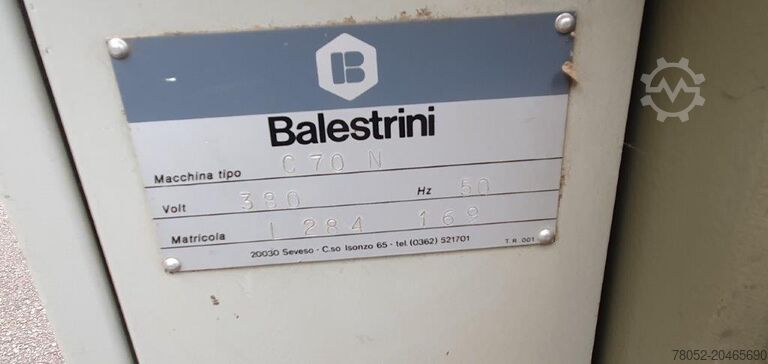 B
Balestrini
Macchina tipo C 70 N
Volt 380 Hz 50
Matricola 1 284 169
20030 Seveso - C.so Isonzo 65 - tel. (0362) 521701
T.R. 001
78052-20465690